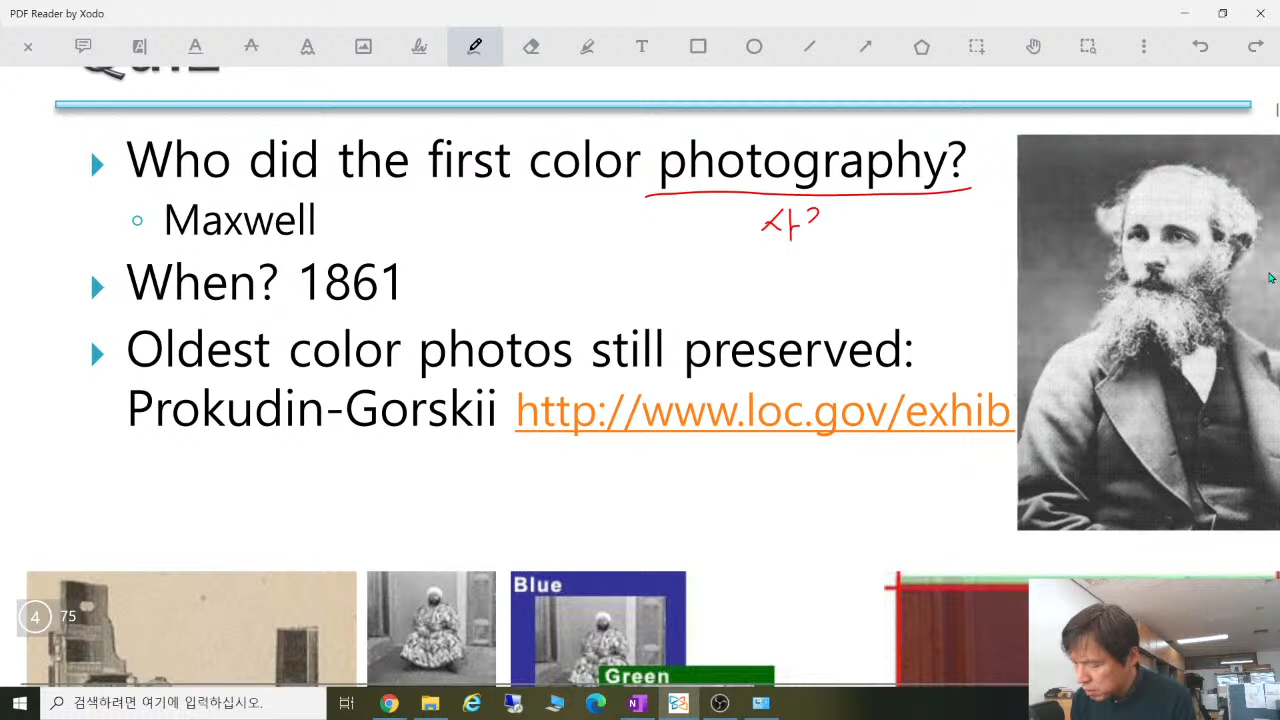 PDF Reader by Xodo
Who did the first color photography?
Maxwell
When? 1861
Oldest color photos still preserved:
Prokudin-Gorskii http://www.loc.gov/exhib
Blue
Green
4 75
검색하려면 여기에 입력하십시오.